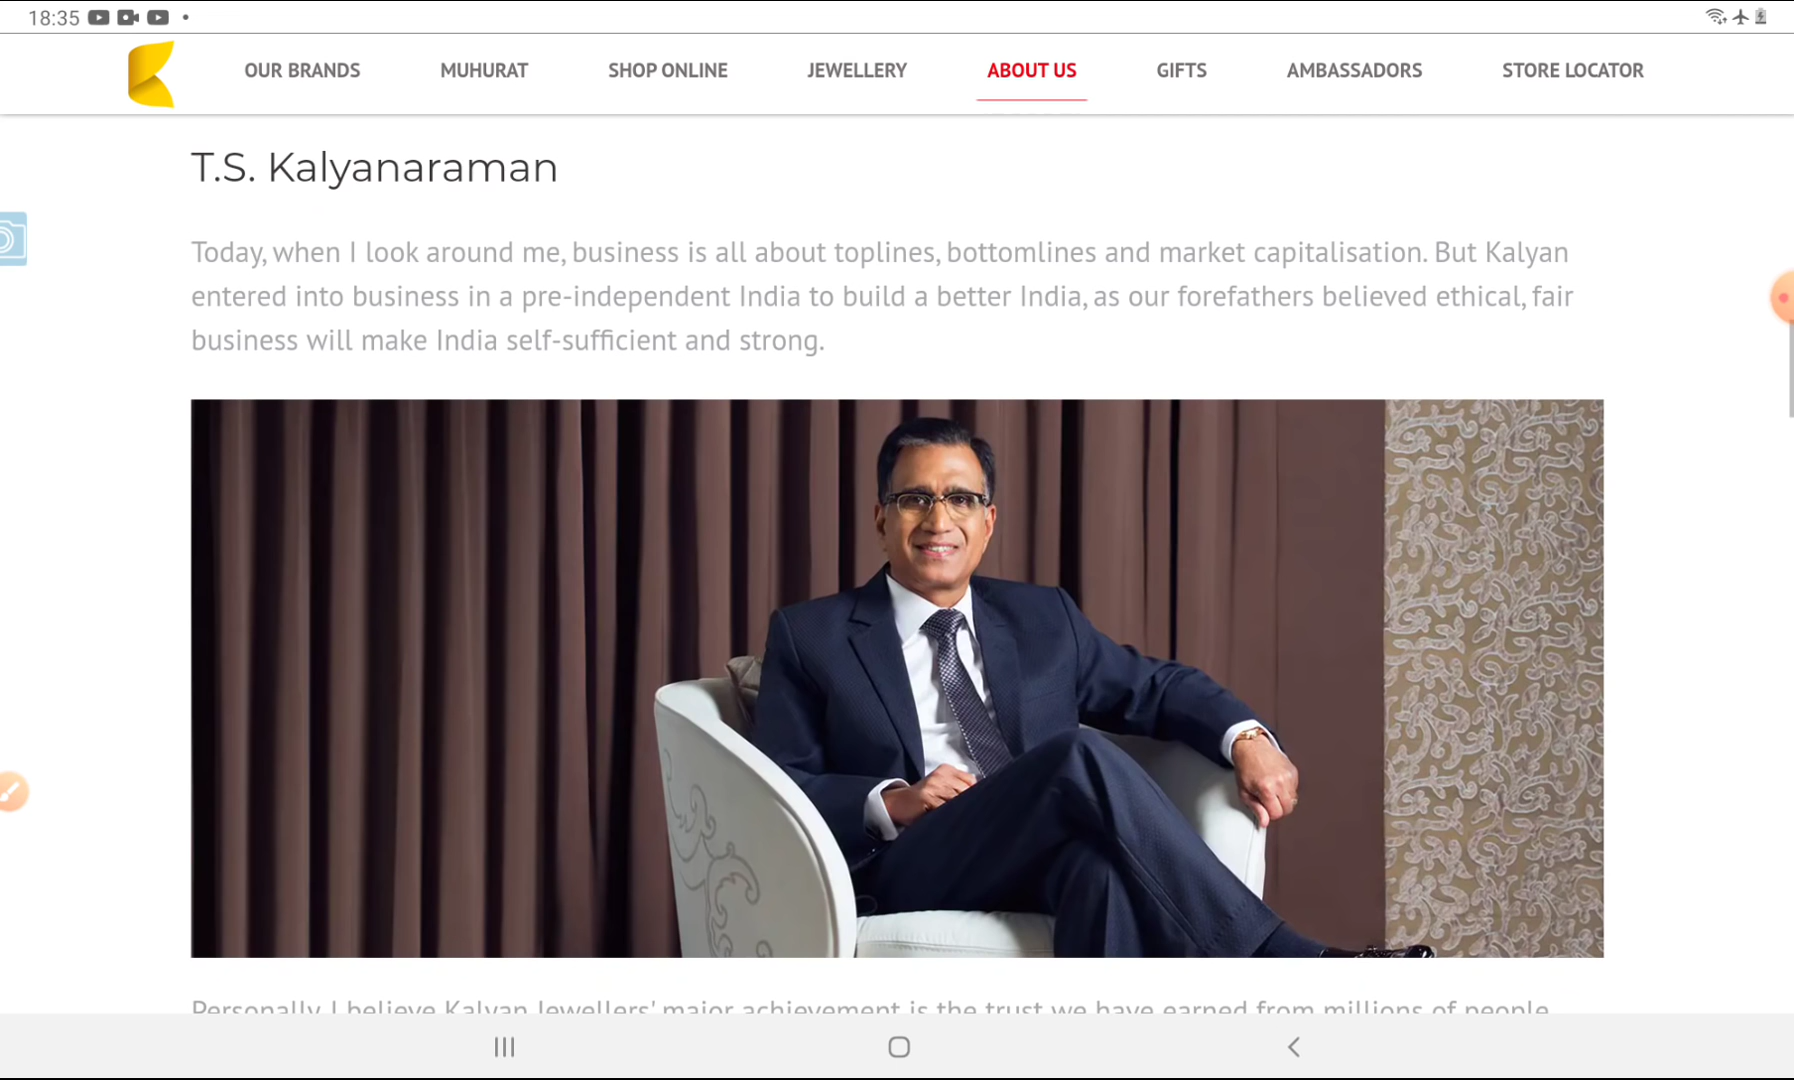 18:35
OUR BRANDS MUHURAT SHOP ONLINE JEWELLERY ABOUT US GIFTS AMBASSADORS STORE LOCATOR
T.S. Kalyanaraman
Today, when I look around me, business is all about toplines, bottomlines and market capitalisation. But Kalyan
entered into business in a pre-independent India to build a better India, as our forefathers believed ethical, fair
business will make India self-sufficient and strong.
Personally I believe Kalyan Jewellers' major achievement is the trust we have earned from millions of people